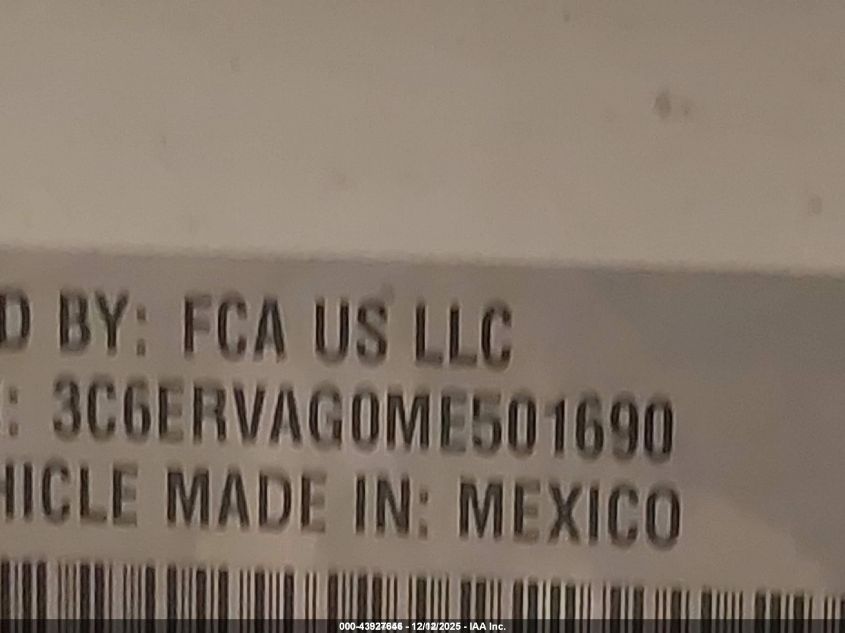 D BY: FCA US LLC
: 3C6ERVAG0ME501690
HICLE MADE IN: MEXICO
000-43927646 - 12/12/2025 - IAA Inc.